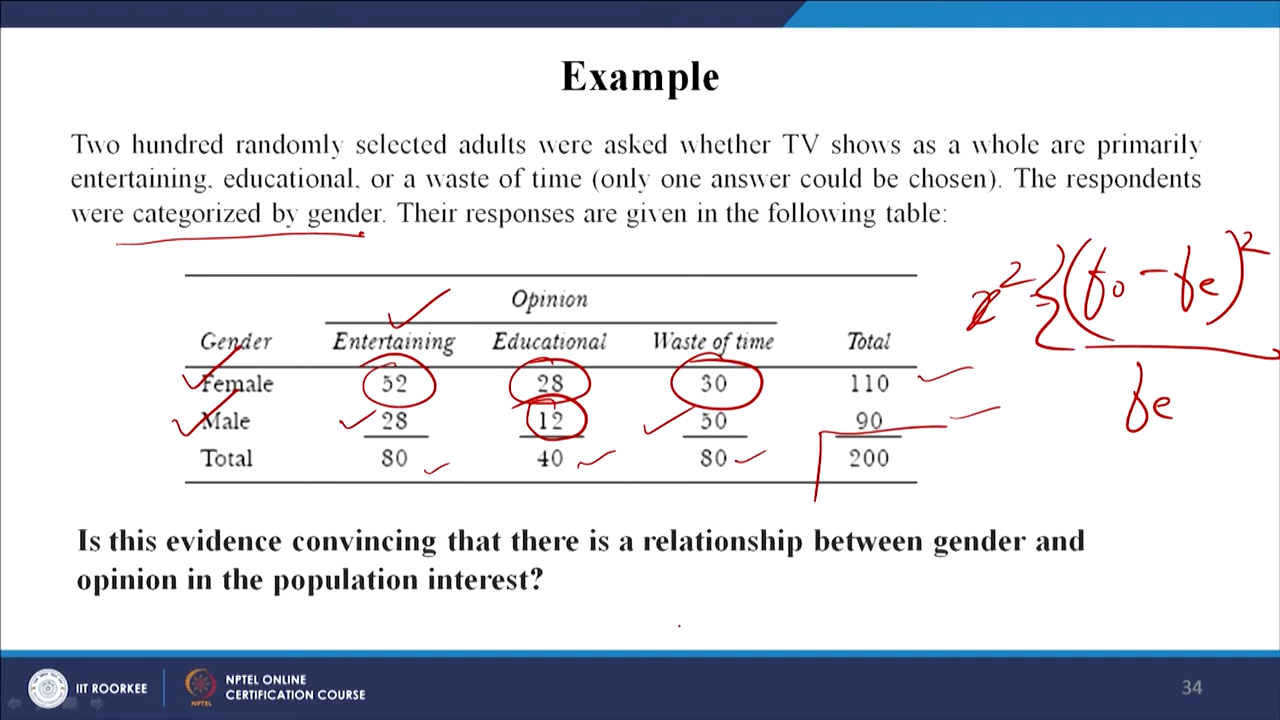 Example
Two hundred randomly selected adults were asked whether TV shows as a whole are primarily
entertaining, educational, or a waste of time (only one answer could be chosen). The respondents
were categorized by gender. Their responses are given in the following table:
Opinion
Gender Entertaining Educational Waste of time Total
Female 52 28 30 110
Male 28 12 50 90
Total 80 40 80 200
x² Σ (fo - fe)²
fe
Is this evidence convincing that there is a relationship between gender and
opinion in the population interest?
IIT ROORKEE
NPTEL
NPTEL ONLINE
CERTIFICATION COURSE
34